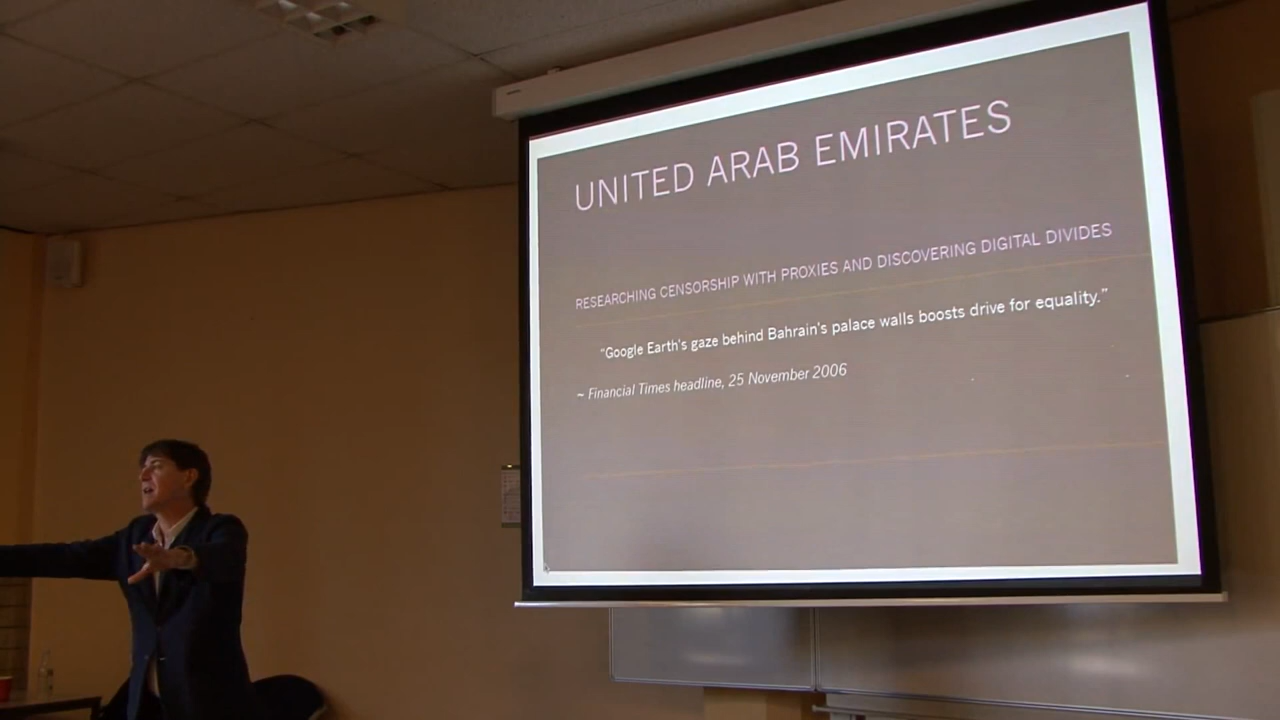 UNITED ARAB EMIRATES
RESEARCHING CENSORSHIP WITH PROXIES AND DISCOVERING DIGITAL DIVIDES
“Google Earth's gaze behind Bahrain's palace walls boosts drive for equality.”
~ Financial Times headline, 25 November 2006